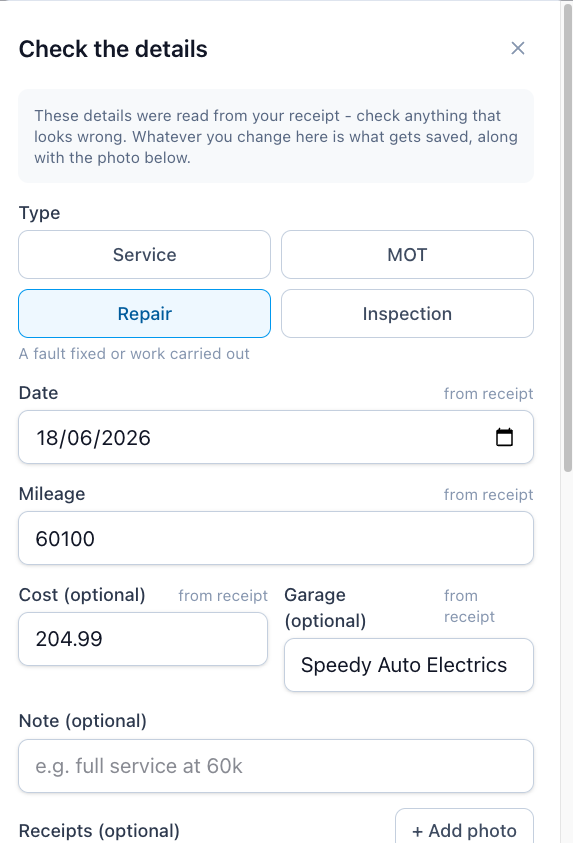 Check the details
These details were read from your receipt - check anything that
looks wrong. Whatever you change here is what gets saved, along
with the photo below.
Type
Service
MOT
Repair
Inspection
A fault fixed or work carried out
Date
from receipt
18/06/2026
Mileage
from receipt
60100
Cost (optional)
from receipt
204.99
Garage
(optional)
from
receipt
Speedy Auto Electrics
Note (optional)
e.g. full service at 60k
Receipts (optional)
+ Add photo